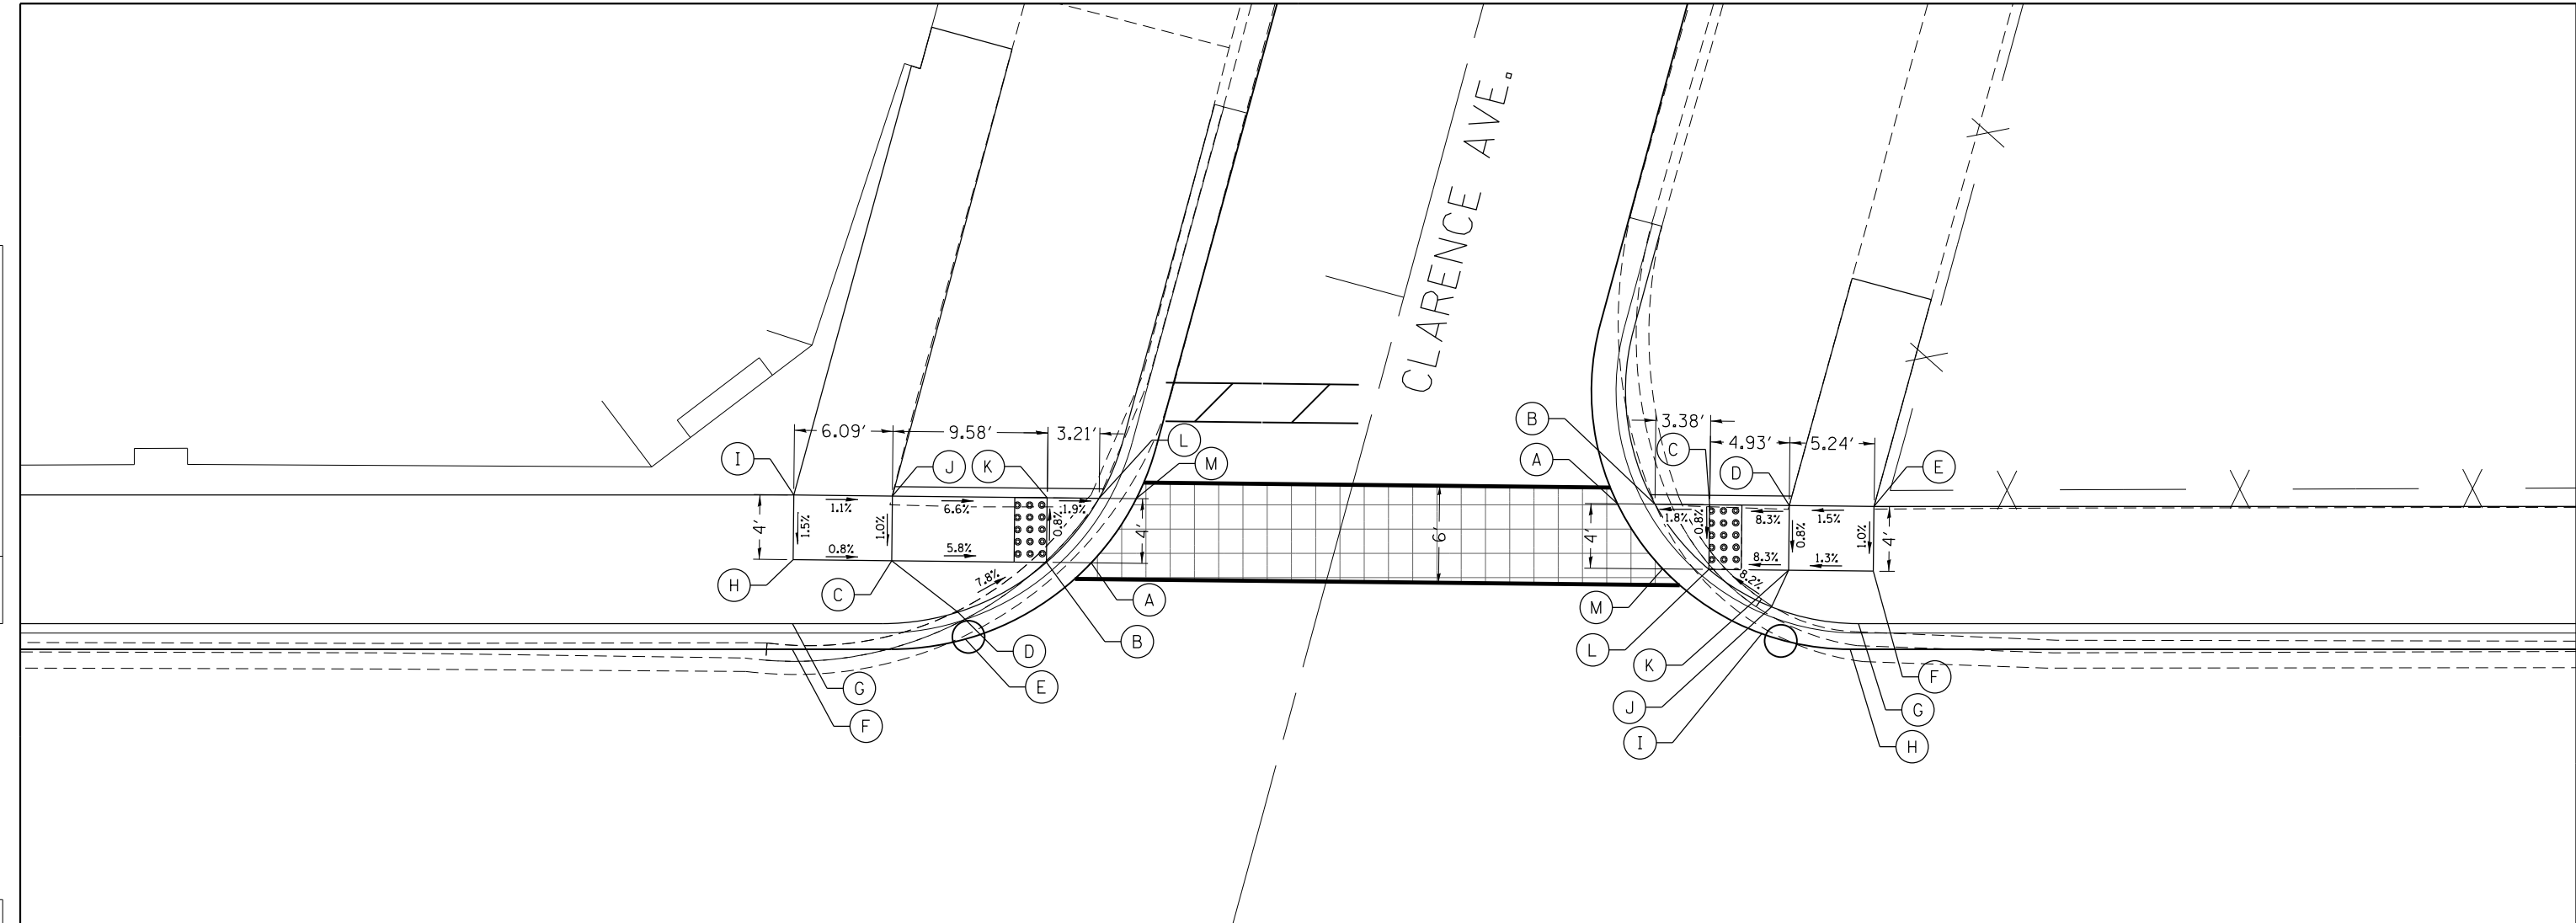 CLARENCE AVE.
6.09'
9.58'
3.21'
3.38'
4.93'
5.24'
I
J
K
L
M
B
A
C
D
E
1.1%
6.6%
1.9%
4'
1.5%
1.0%
0.8%
4'
0.8%
5.8%
7.8%
6'
4'
1.8%
0.8%
8.3%
1.5%
0.8%
1.0%
4'
8.3%
1.3%
8.2%
H
C
A
B
D
E
G
F
M
L
K
J
I
F
G
H